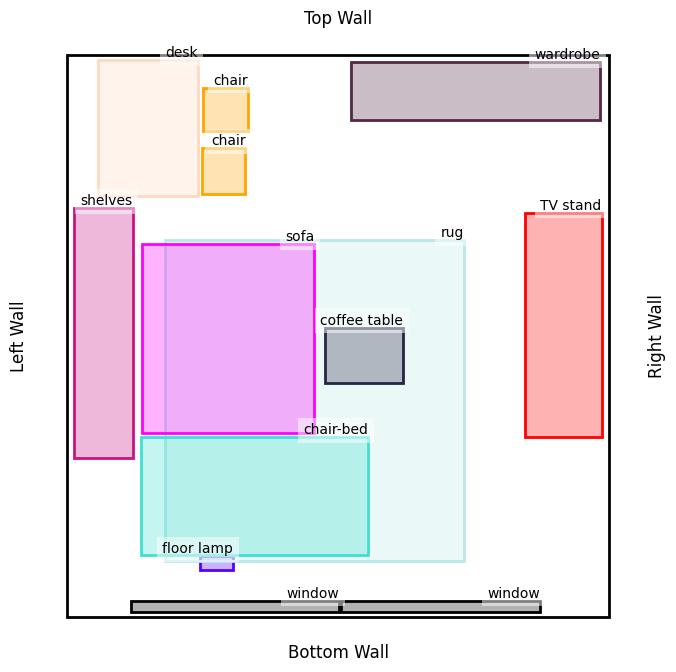 Top Wall
desk
wardrobe
chair
chair
shelves
TV stand
sofa
rug
coffee table
Left Wall
Right Wall
chair-bed
floor lamp
window
window
Bottom Wall